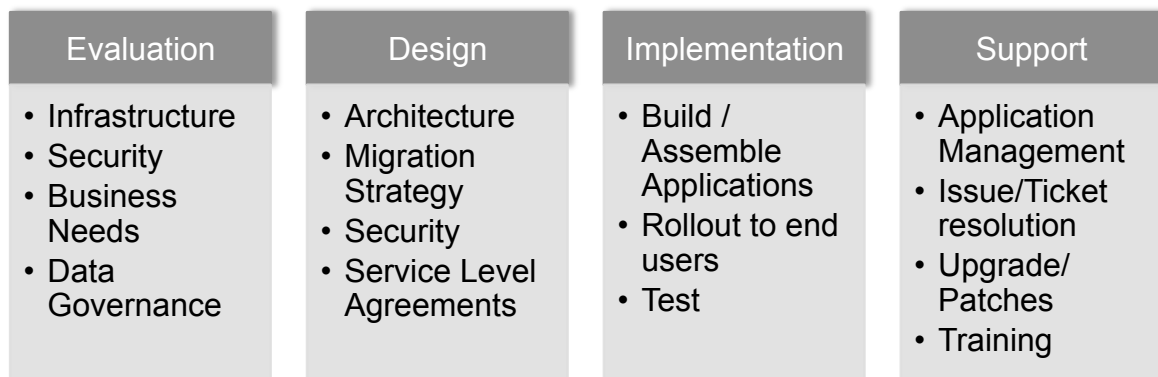 Evaluation
• Infrastructure
• Security
• Business
Needs
• Data
Governance
Design
• Architecture
• Migration
Strategy
• Security
• Service Level
Agreements
Implementation
• Build /
Assemble
Applications
• Rollout to end
users
• Test
Support
• Application
Management
• Issue/Ticket
resolution
• Upgrade/
Patches
• Training